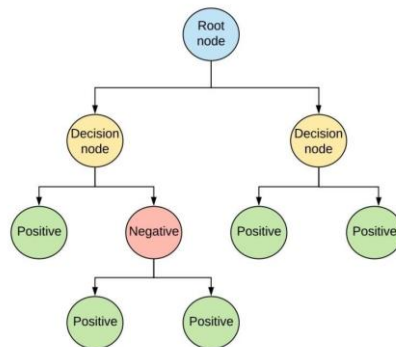 Root
node
Decision
node
Decision
node
Positive
Negative
Positive
Positive
Positive
Positive